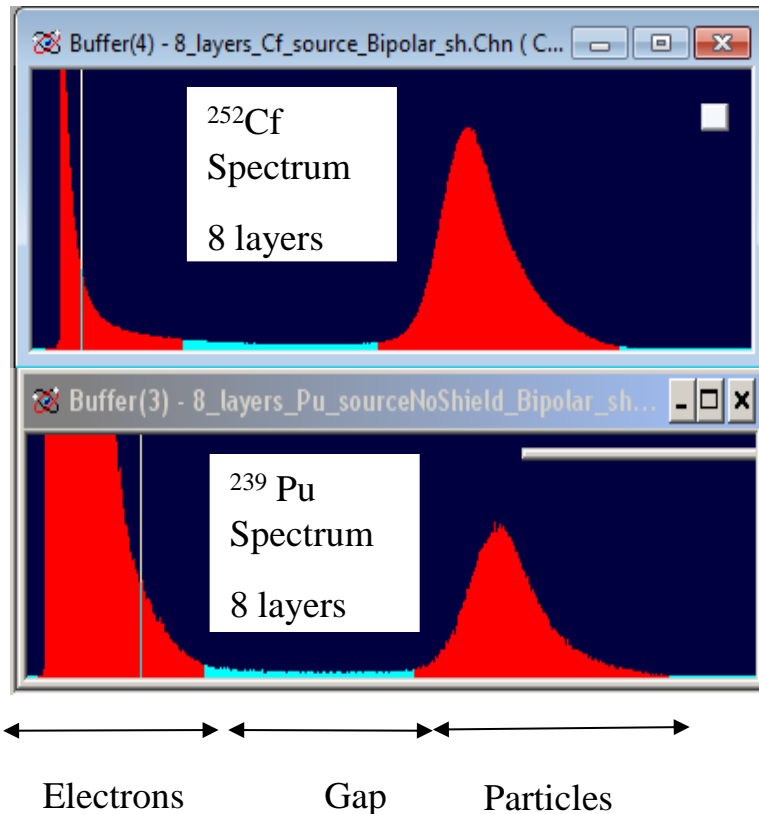 Buffer(4) - 8_layers_Cf_source_Bipolar_sh.Chn ( C...
²⁵²Cf
Spectrum
8 layers
Buffer(3) - 8_layers_Pu_sourceNoShield_Bipolar_sh...
²³⁹ Pu
Spectrum
8 layers
Electrons Gap Particles